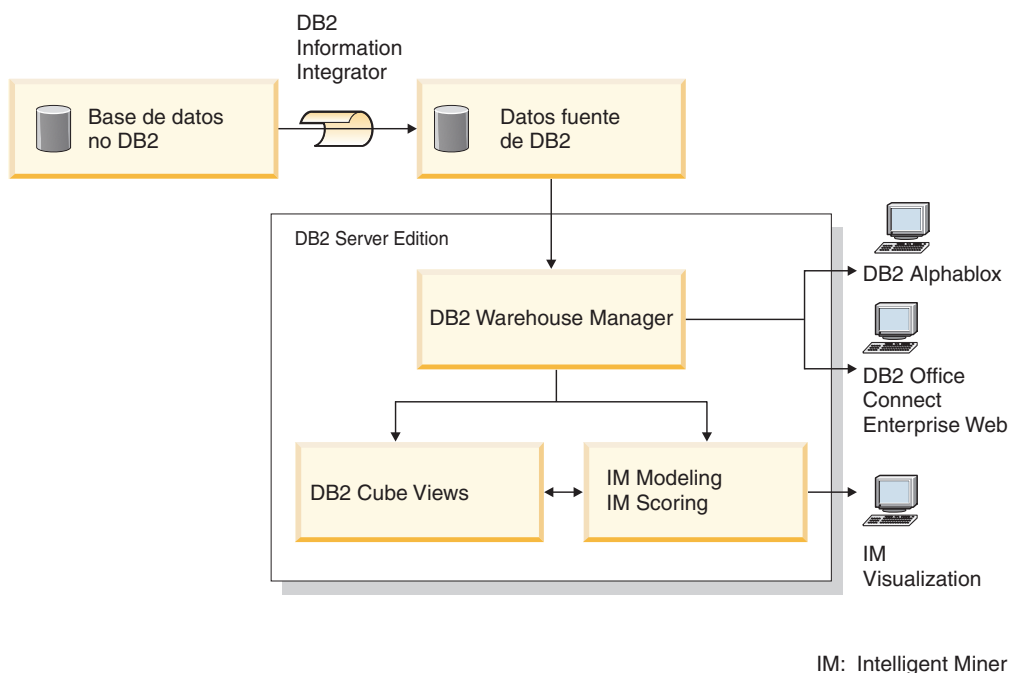 DB2
Information
Integrator
Base de datos
no DB2
Datos fuente
de DB2
DB2 Server Edition
DB2 Warehouse Manager
DB2 Alphablox
DB2 Office
Connect
Enterprise Web
DB2 Cube Views
IM Modeling
IM Scoring
IM
Visualization
IM: Intelligent Miner